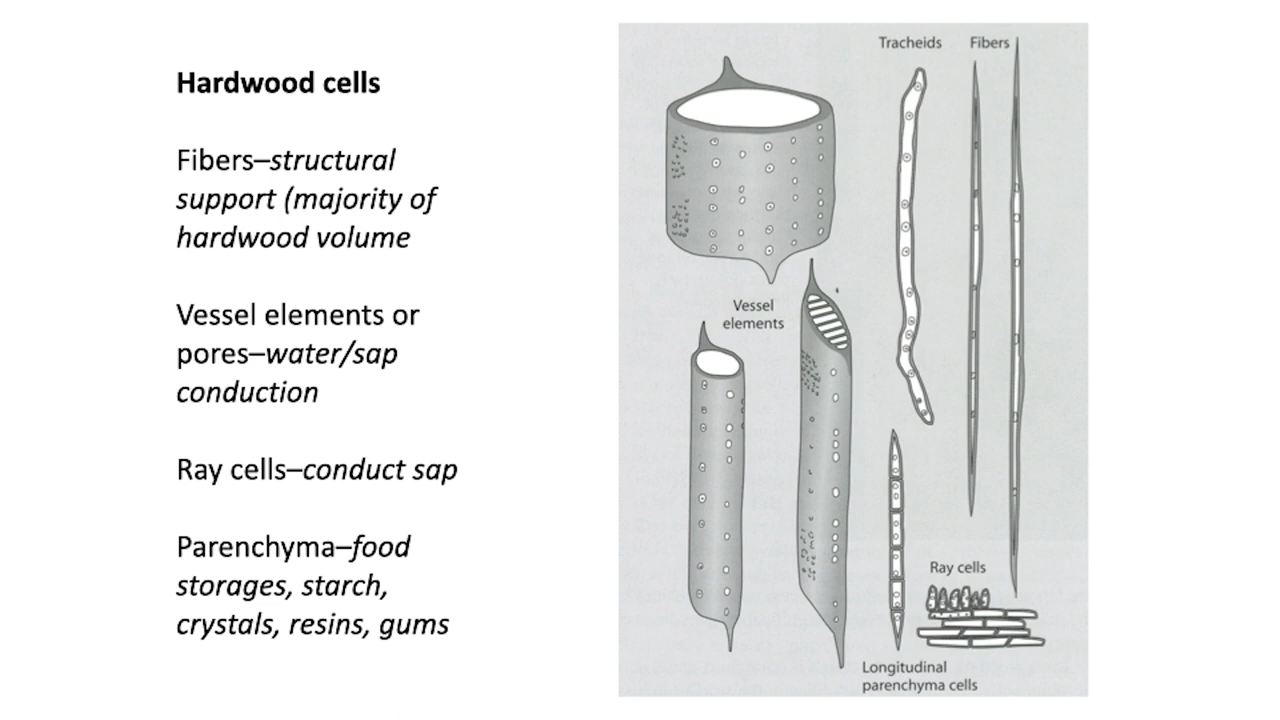 Hardwood cells
Fibers–structural
support (majority of
hardwood volume
Vessel elements or
pores–water/sap
conduction
Ray cells–conduct sap
Parenchyma–food
storages, starch,
crystals, resins, gums
Tracheids
Fibers
Vessel
elements
Ray cells
Longitudinal
parenchyma cells